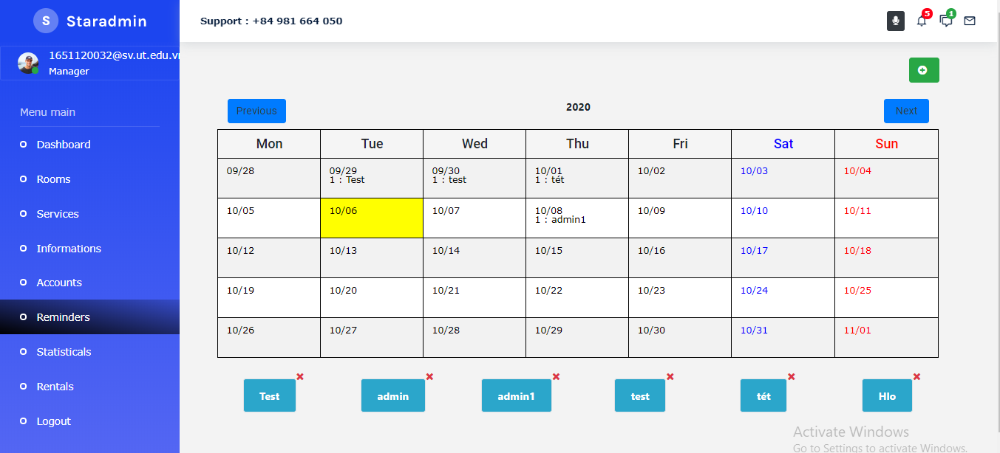 S Staradmin
Support : +84 981 664 050
5
1
1651120032@sv.ut.edu.vn
Manager
Menu main
Dashboard
Rooms
Services
Informations
Accounts
Reminders
Statisticals
Rentals
Logout
Previous
2020
Next
Mon Tue Wed Thu Fri Sat Sun
09/28 09/29 09/30 10/01 10/02 10/03 10/04
1 : Test 1 : test 1 : tét
10/05 10/06 10/07 10/08 10/09 10/10 10/11
1 : admin1
10/12 10/13 10/14 10/15 10/16 10/17 10/18
10/19 10/20 10/21 10/22 10/23 10/24 10/25
10/26 10/27 10/28 10/29 10/30 10/31 11/01
Test admin admin1 test tét Hlo
Activate Windows
Go to Settings to activate Windows.